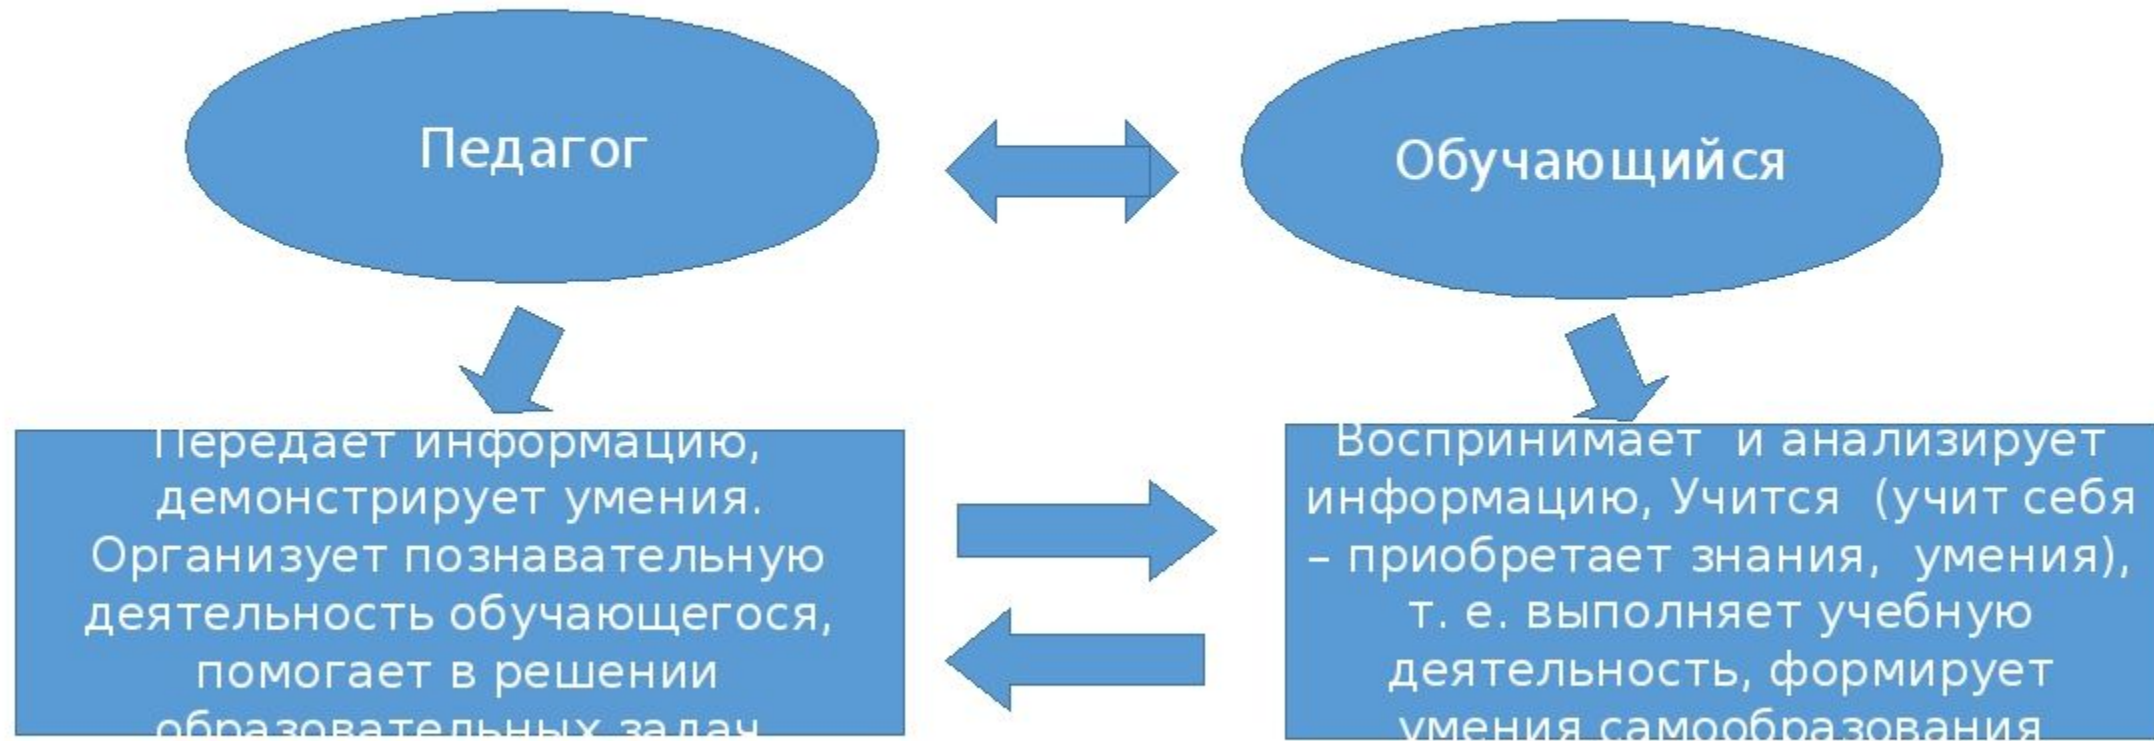 Педагог
Обучающийся
Передает информацию,
демонстрирует умения.
Организует познавательную
деятельность обучающегося,
помогает в решении
образовательных задач
Воспринимает  и анализирует
информацию, Учится  (учит себя
– приобретает знания,  умения),
т. е. выполняет учебную
деятельность, формирует
умения самообразования